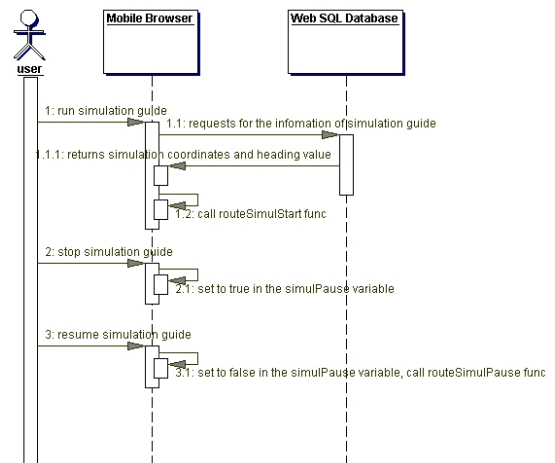 Mobile Browser
Web SQL Database
user
1: run simulation guide
1.1: requests for the infomation of simulation guide
1.1.1: returns simulation coordinates and heading value
1.2: call routeSimulStart func
2: stop simulation guide
2.1: set to true in the simulPause variable
3: resume simulation guide
3.1: set to false in the simulPause variable, call routeSimulPause func